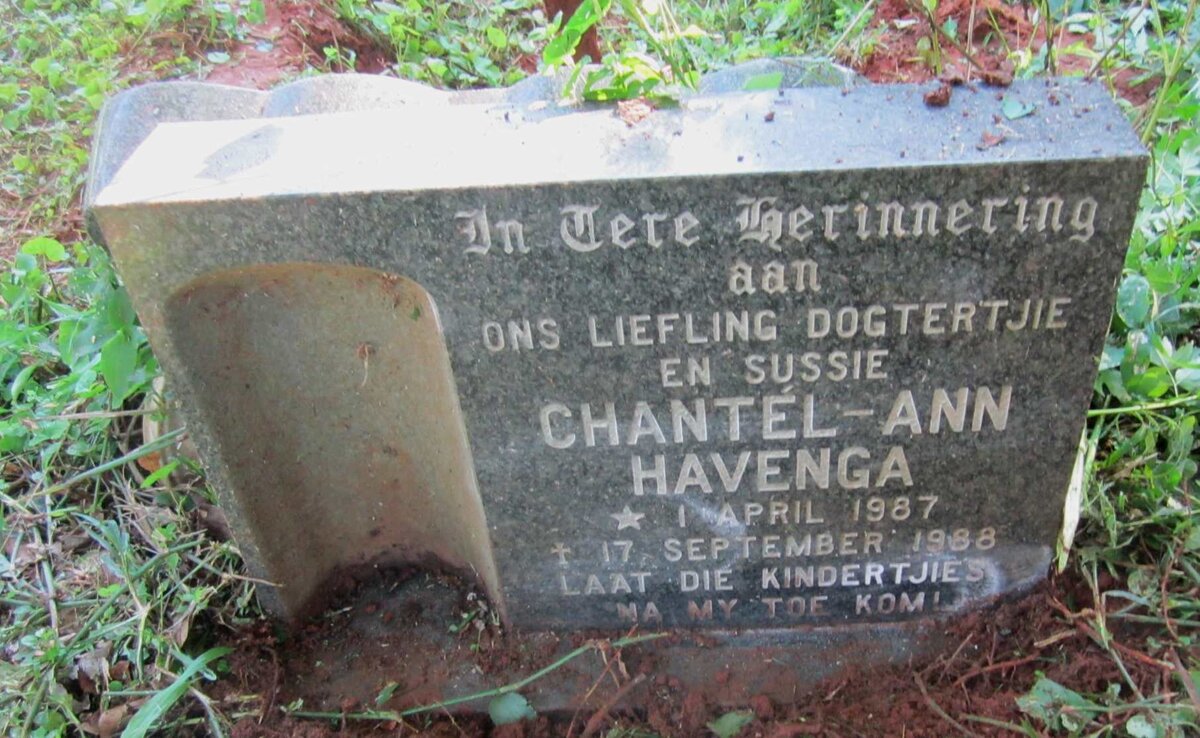 In Tere Herinnering
aan
ONS LIEFLING DOGTERTJIE
EN SUSSIE
CHANTÉL-ANN
HAVENGA
★ 1 APRIL 1987
✝ 17 SEPTEMBER 1988
LAAT DIE KINDERTJIES
NA MY TOE KOM!